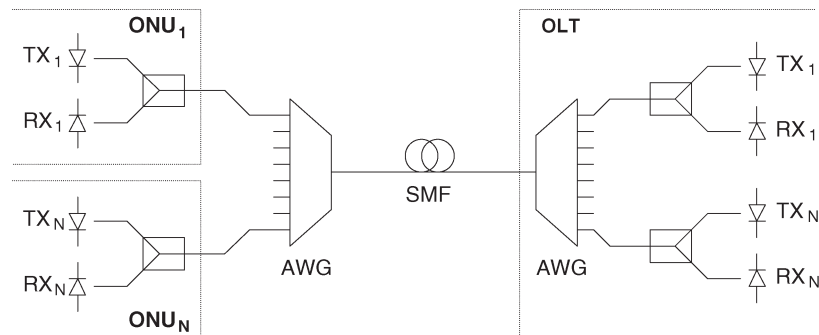 ONU1
OLT
TX1
RX1
TX1
RX1
SMF
AWG
AWG
TXN
RXN
TXN
RXN
ONUN